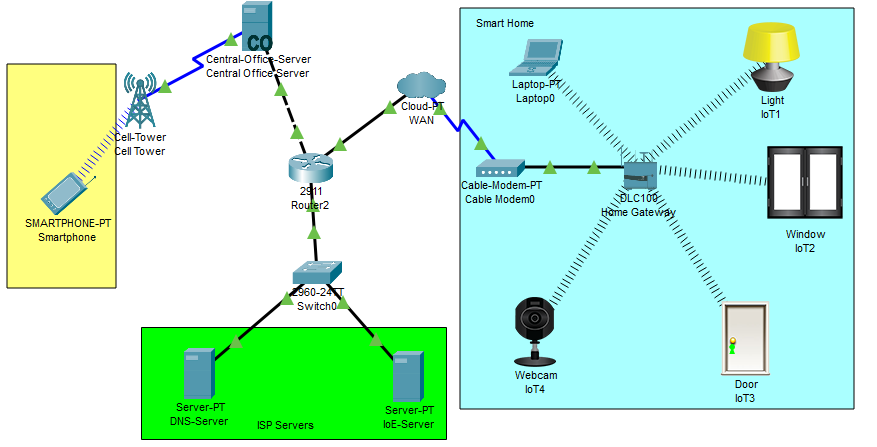 Smart Home
CO
Central-Office-Server
Central Office Server
Cell-Tower
Cell Tower
SMARTPHONE-PT
Smartphone
Cloud-PT
WAN
2911
Router2
2960-24TT
Switch0
Server-PT
DNS-Server
Server-PT
IoE-Server
ISP Servers
Laptop-PT
Laptop0
Cable-Modem-PT
Cable Modem0
DLC100
Home Gateway
Light
IoT1
Window
IoT2
Webcam
IoT4
Door
IoT3